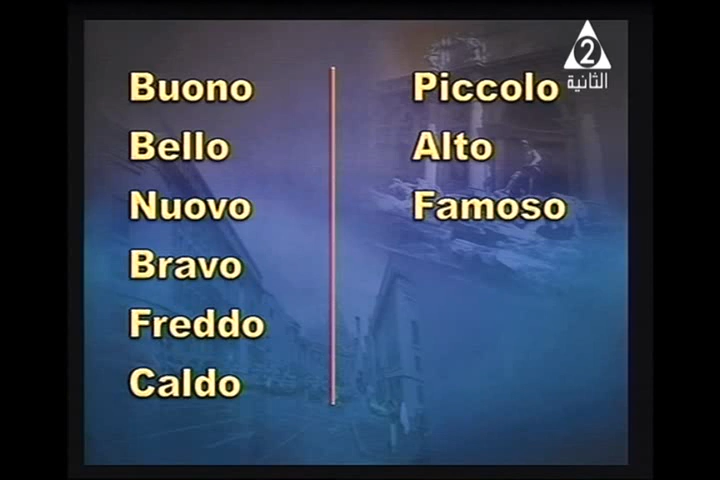 2
الثانية
Buono
Bello
Nuovo
Bravo
Freddo
Caldo
Piccolo
Alto
Famoso